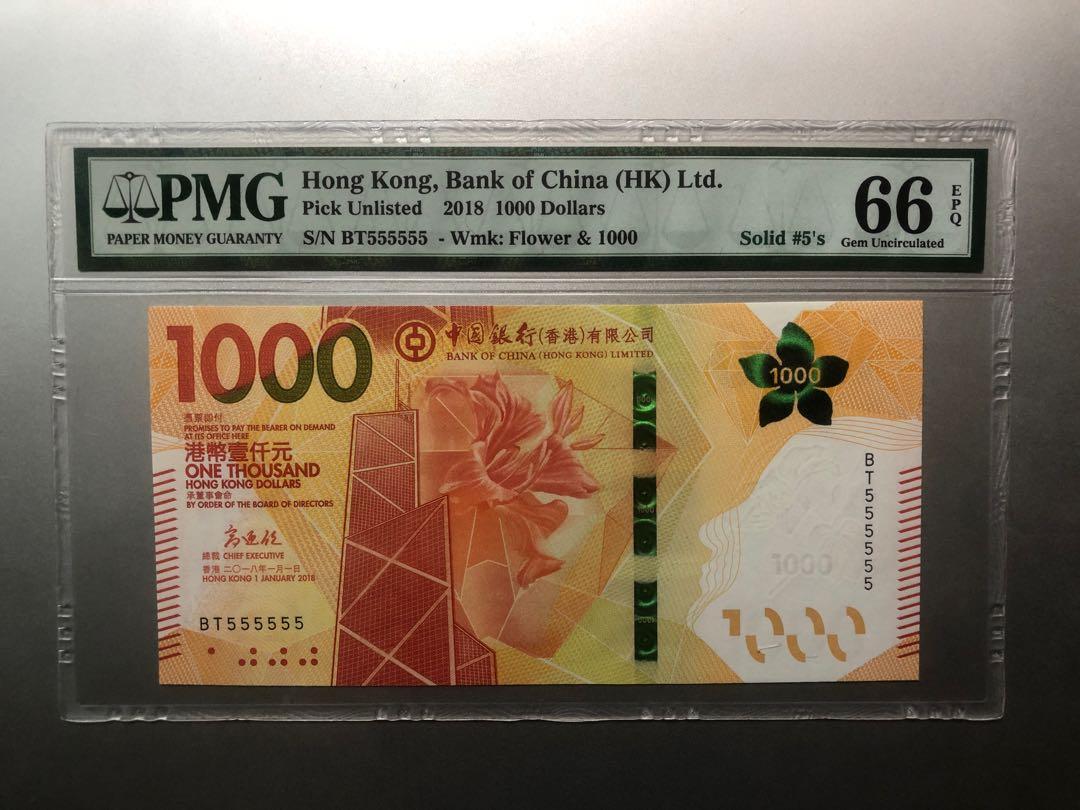 PMG
PAPER MONEY GUARANTY
Hong Kong, Bank of China (HK) Ltd.
Pick Unlisted 2018 1000 Dollars
S/N BT555555 - Wmk: Flower & 1000
Solid #5's
66
EPQ
Gem Uncirculated
1000
中国銀行(香港)有限公司
BANK OF CHINA (HONG KONG) LIMITED
1000
憑票即付
PROMISES TO PAY THE BEARER ON DEMAND
AT ITS OFFICE HERE
港幣壹仟元
ONE THOUSAND
HONG KONG DOLLARS
承董事會命
BY ORDER OF THE BOARD OF DIRECTORS
總裁 CHIEF EXECUTIVE
香港 二〇一八年一月一日
HONG KONG 1 JANUARY 2018
BT555555
BT555555
1000
1000